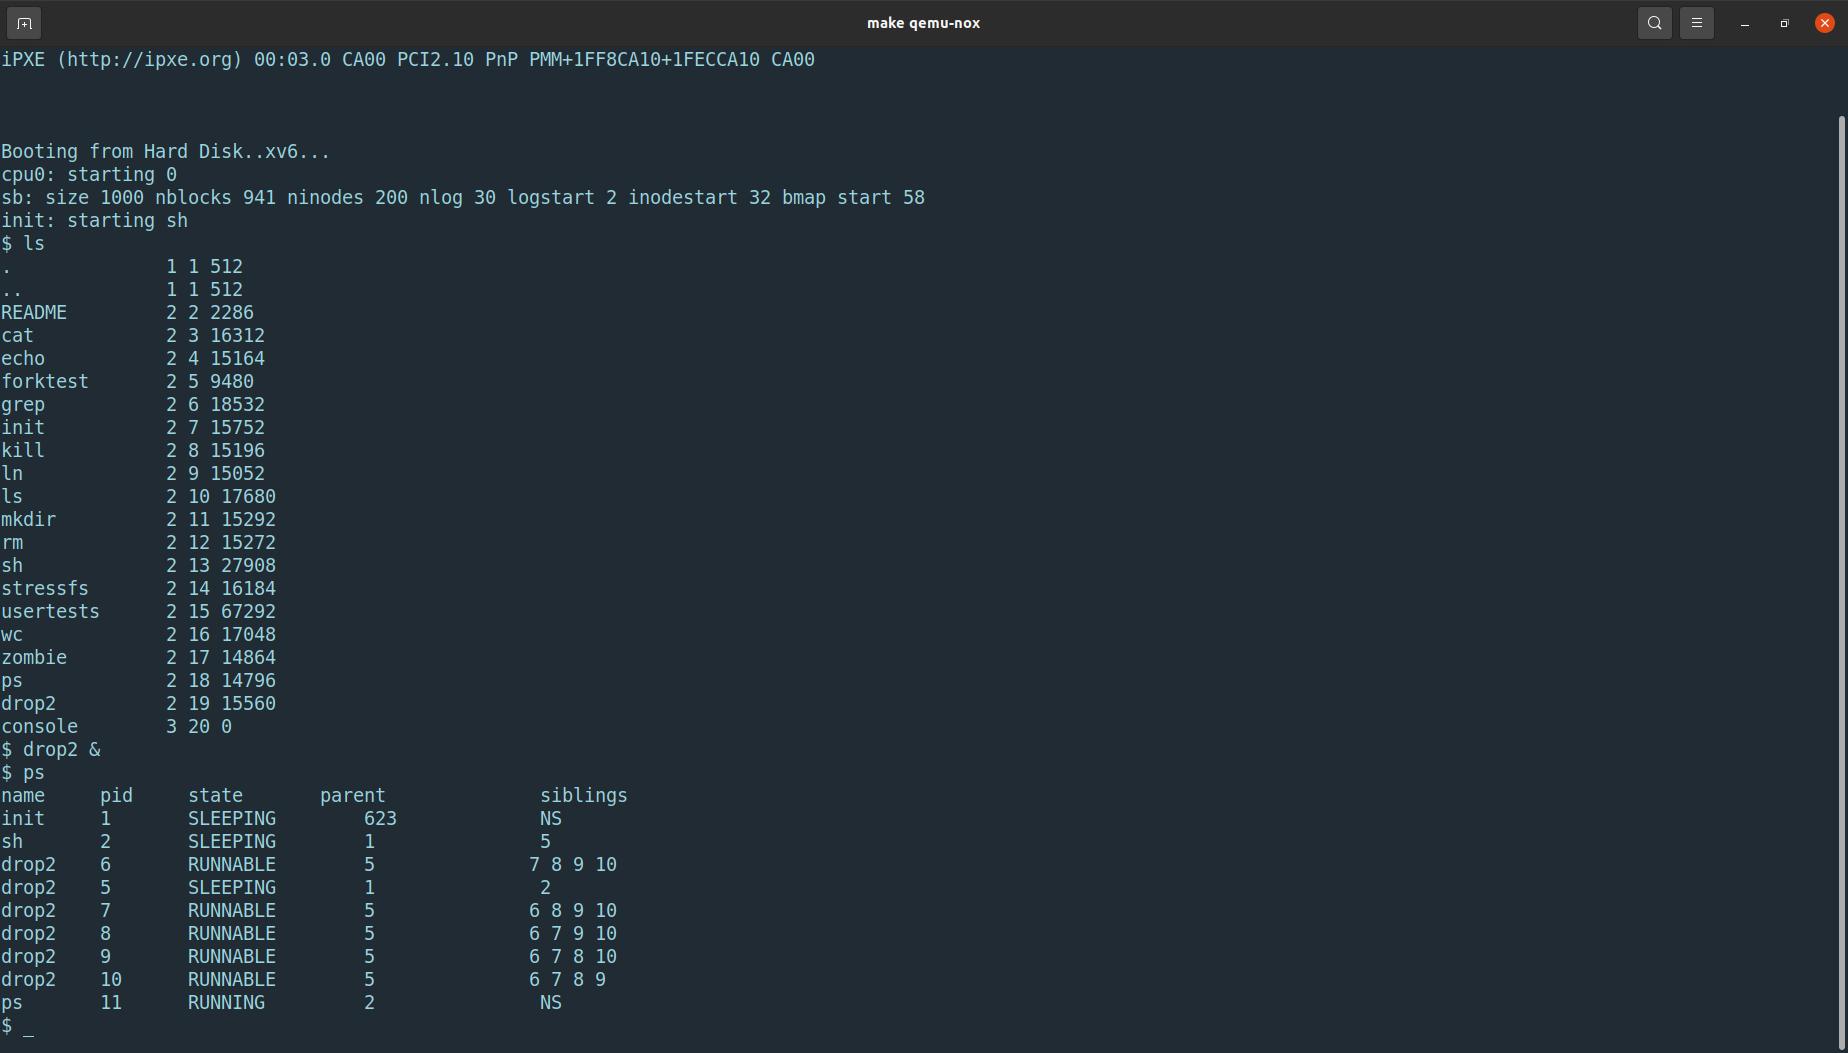 make qemu-nox
iPXE (http://ipxe.org) 00:03.0 CA00 PCI2.10 PnP PMM+1FF8CA10+1FECCA10 CA00
Booting from Hard Disk..xv6...
cpu0: starting 0
sb: size 1000 nblocks 941 ninodes 200 nlog 30 logstart 2 inodestart 32 bmap start 58
init: starting sh
$ ls
.              1 1 512
..             1 1 512
README         2 2 2286
cat            2 3 16312
echo           2 4 15164
forktest       2 5 9480
grep           2 6 18532
init           2 7 15752
kill           2 8 15196
ln             2 9 15052
ls             2 10 17680
mkdir          2 11 15292
rm             2 12 15272
sh             2 13 27908
stressfs       2 14 16184
usertests      2 15 67292
wc             2 16 17048
zombie         2 17 14864
ps             2 18 14796
drop2          2 19 15560
console        3 20 0
$ drop2 &
$ ps
name     pid     state       parent              siblings
init     1       SLEEPING        623             NS
sh       2       SLEEPING        1               5
drop2    6       RUNNABLE        5              7 8 9 10
drop2    5       SLEEPING        1               2
drop2    7       RUNNABLE        5              6 8 9 10
drop2    8       RUNNABLE        5              6 7 9 10
drop2    9       RUNNABLE        5              6 7 8 10
drop2    10      RUNNABLE        5              6 7 8 9
ps       11      RUNNING         2               NS
$ _